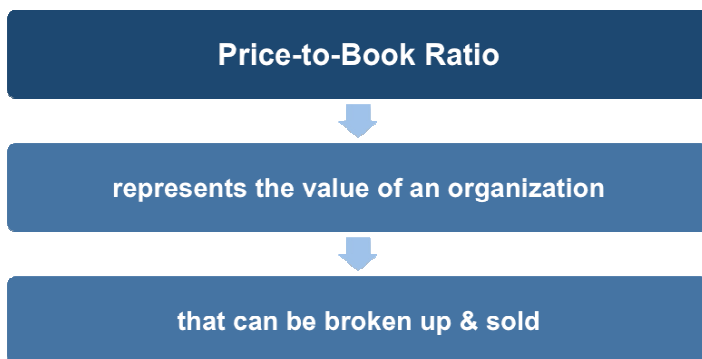 Price-to-Book Ratio
represents the value of an organization
that can be broken up & sold